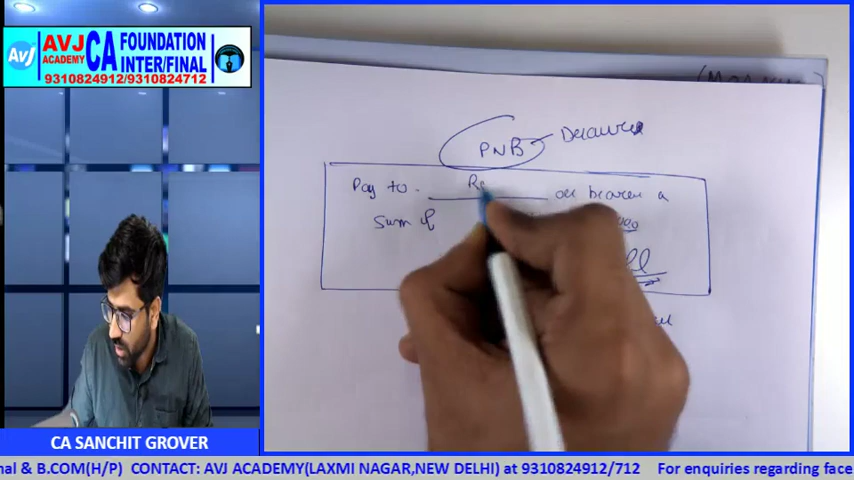 AVJ
ACADEMY
CA
FOUNDATION
INTER/FINAL
9310824912/9310824712
AVJ
PNB
Pay to.
or bearer a
Sum of
CA SANCHIT GROVER
nal & B.COM(H/P) CONTACT: AVJ ACADEMY(LAXMI NAGAR,NEW DELHI) at 9310824912/712 For enquiries regarding face